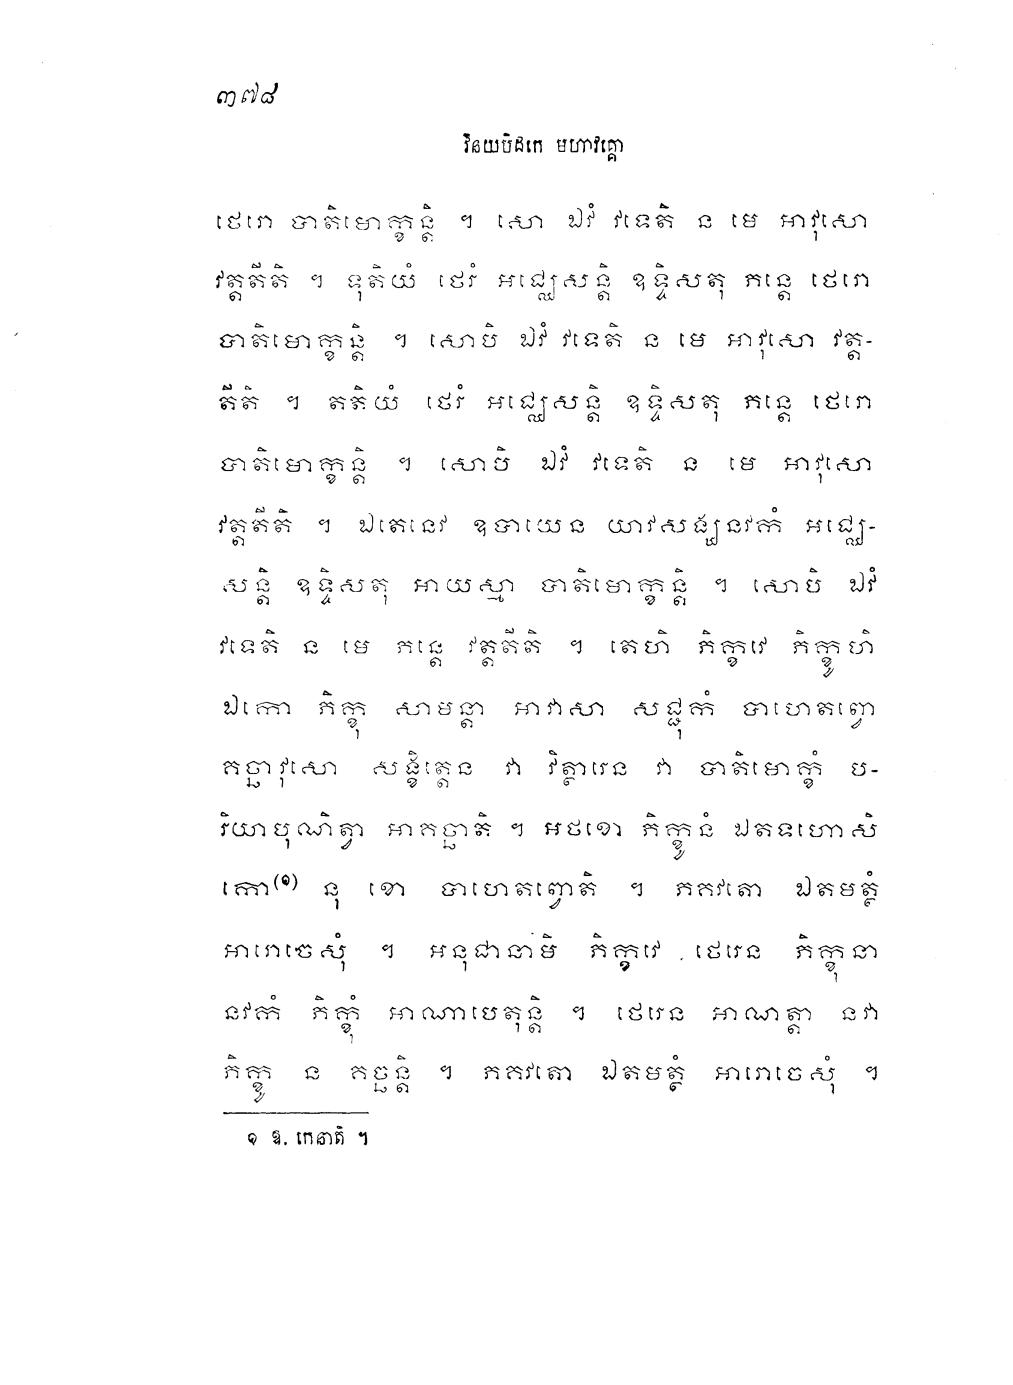 ៣៧៨
វិនយបិដកេ មហាវគ្គោ
ថេរោ បាតិមោក្ខន្តិ ។ សោ ឯវំ វទេតិ ន មេ អាវុសោ
វត្តតីតិ ។ ទុតិយំ ថេរំ អជ្ឈេសន្តិ ឧទ្ទិសតុ ភន្តេ ថេរោ
បាតិមោក្ខន្តិ ។ សោបិ ឯវំ វទេតិ ន មេ អាវុសោ វត្ត-
តីតិ ។ តតិយំ ថេរំ អជ្ឈេសន្តិ ឧទ្ទិសតុ ភន្តេ ថេរោ
បាតិមោក្ខន្តិ ។ សោបិ ឯវំ វទេតិ ន មេ អាវុសោ
វត្តតីតិ ។ ឯតេនេវ ឧបាយេន យាវសង្ឃនវកំ អជ្ឈេ-
សន្តិ ឧទ្ទិសតុ អាយស្មា បាតិមោក្ខន្តិ ។ សោបិ ឯវំ
វទេតិ ន មេ ភន្តេ វត្តតីតិ ។ តេហិ ភិក្ខវេ ភិក្ខូហិ
ឯកោ ភិក្ខុ សាមន្តា អាវាសា សជ្ជុកំ បាហេតព្វោ
គច្ឆាវុសោ សង្ខិត្តេន វា វិត្ថារេន វា បាតិមោក្ខំ ប-
រិយាបុណិត្វា អាគច្ឆាតិ ។ អថខោ ភិក្ខូនំ ឯតទហោសិ
កោ(១) នុ ខោ បាហេតព្វោតិ ។ ភគវតោ ឯតមត្ថំ
អារោចេសុំ ។ អនុជានាមិ ភិក្ខវេ ថេរេន ភិក្ខុនា
នវកំ ភិក្ខុំ អាណាបេតុន្តិ ។ ថេរេន អាណត្តា នវា
ភិក្ខូ ន គច្ឆន្តិ ។ ភគវតោ ឯតមត្ថំ អារោចេសុំ ។
១ ឱ. កេនាតិ ។